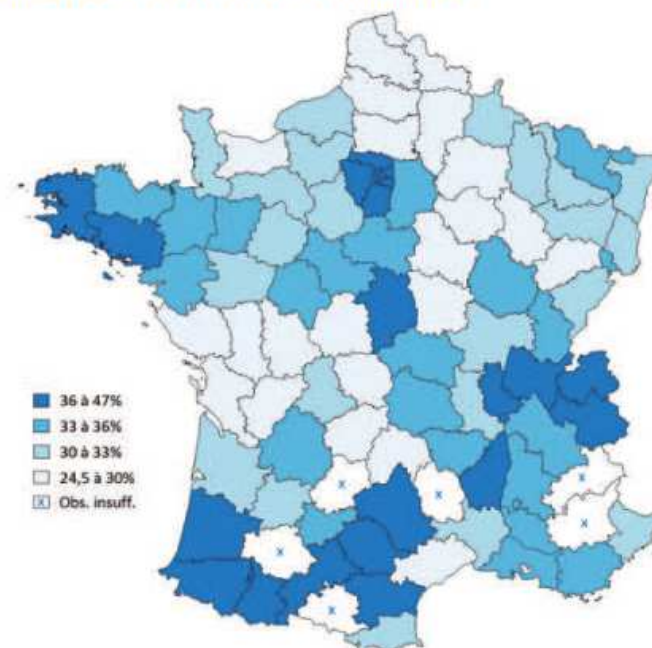 36 à 47%
33 à 36%
30 à 33%
24,5 à 30%
x Obs. insuff.
x
x
x
x
x